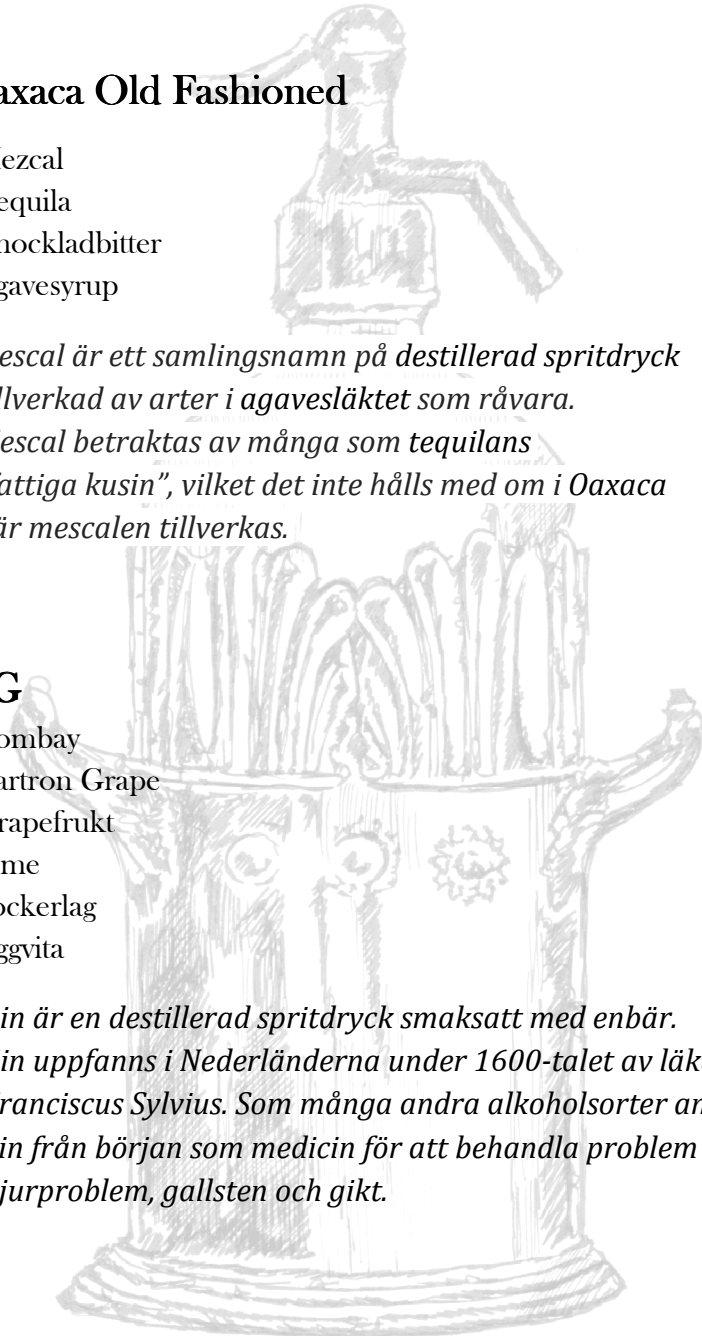 axaca Old Fashioned
ezcal
equila
hockladbitter
gavesyrup
escal är ett samlingsnamn på destillerad spritdryck
llverkad av arter i agavesläktet som råvara.
escal betraktas av många som tequilans
attiga kusin”, vilket det inte hålls med om i Oaxaca
är mescalen tillverkas.
G
ombay
artron Grape
rapefrukt
me
ockerlag
ggvita
in är en destillerad spritdryck smaksatt med enbär.
in uppfanns i Nederländerna under 1600-talet av läk
ranciscus Sylvius. Som många andra alkoholsorter an
in från början som medicin för att behandla problem
jurproblem, gallsten och gikt.